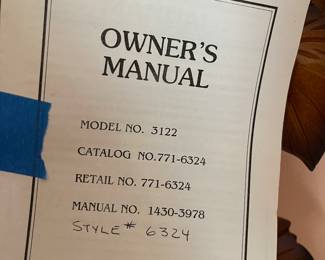 OWNER'S
MANUAL
MODEL NO. 3122
CATALOG NO.771-6324
RETAIL NO. 771-6324
MANUAL NO. 1430-3978
STYLE # 6324